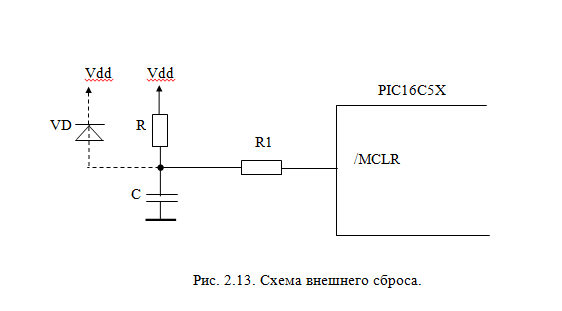 Vdd Vdd
PIC16C5X
VD R
R1
/MCLR
C
Рис. 2.13. Схема внешнего сброса.